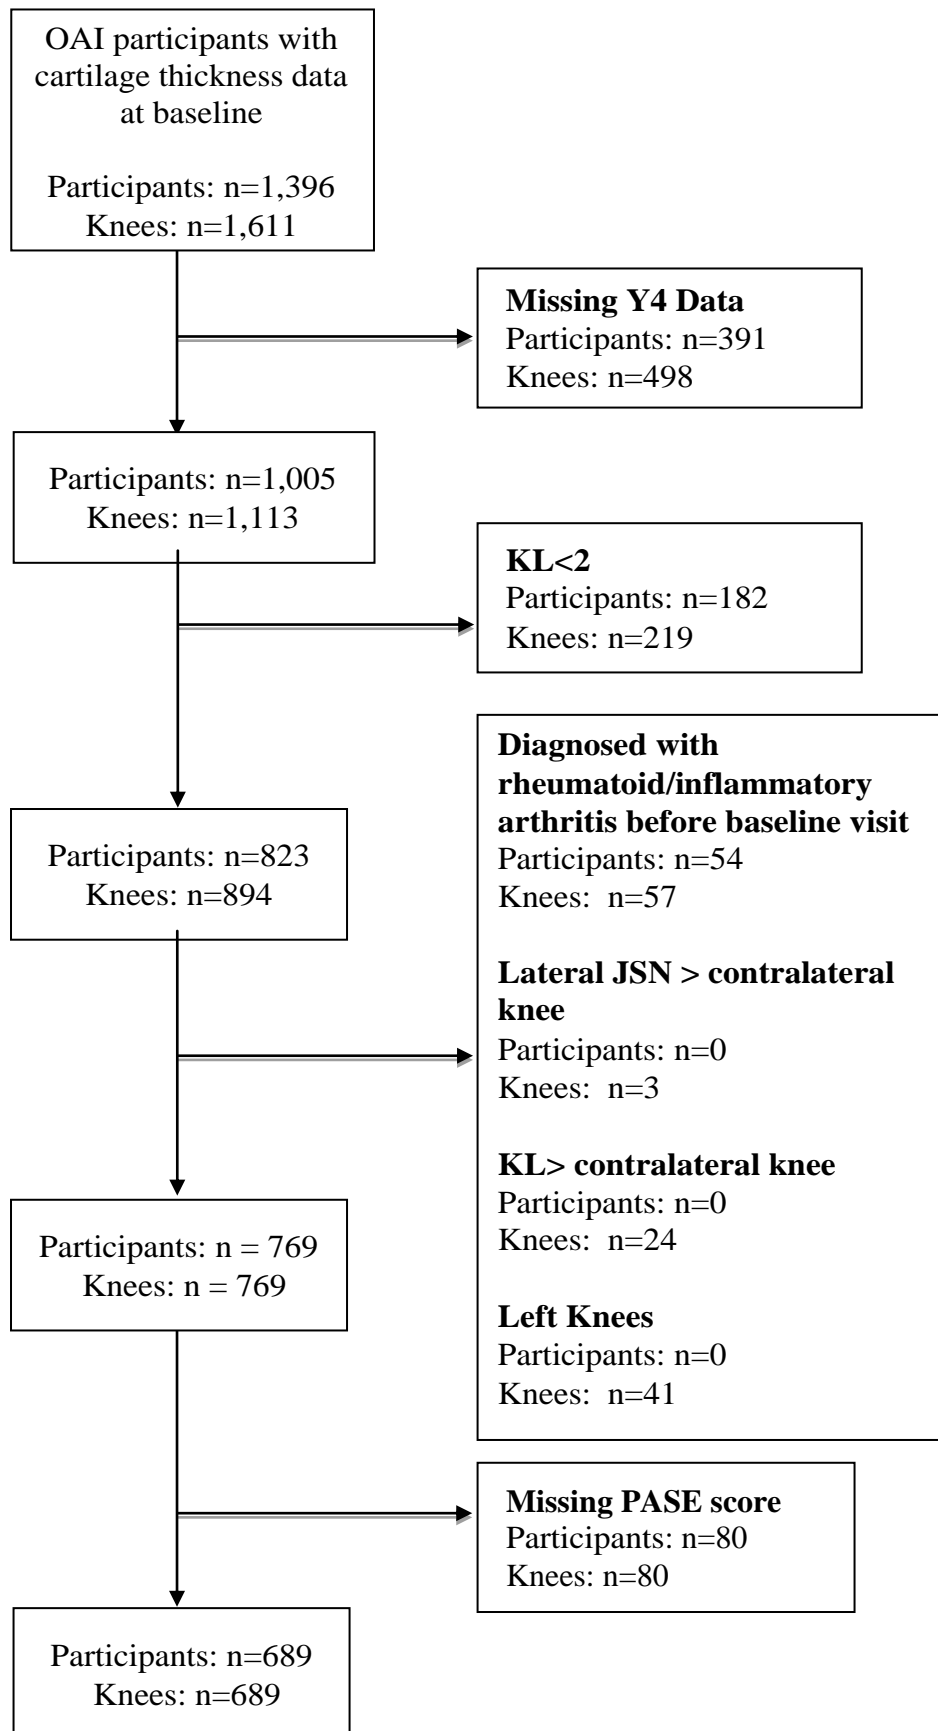 OAI participants with
cartilage thickness data
at baseline
Participants: n=1,396
Knees: n=1,611
Missing Y4 Data
Participants: n=391
Knees: n=498
Participants: n=1,005
Knees: n=1,113
KL<2
Participants: n=182
Knees: n=219
Participants: n=823
Knees: n=894
Diagnosed with
rheumatoid/inflammatory
arthritis before baseline visit
Participants: n=54
Knees:  n=57
Lateral JSN > contralateral
knee
Participants: n=0
Knees:  n=3
KL> contralateral knee
Participants: n=0
Knees:  n=24
Left Knees
Participants: n=0
Knees:  n=41
Participants: n = 769
Knees: n = 769
Missing PASE score
Participants: n=80
Knees: n=80
Participants: n=689
Knees: n=689